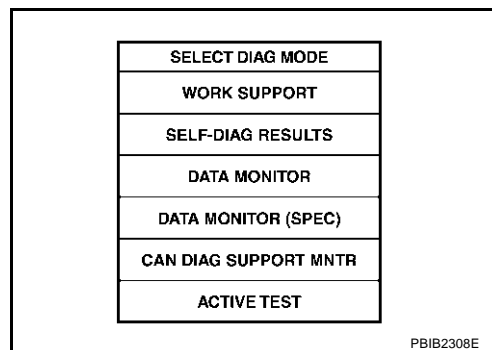 SELECT DIAG MODE
WORK SUPPORT
SELF-DIAG RESULTS
DATA MONITOR
DATA MONITOR (SPEC)
CAN DIAG SUPPORT MNTR
ACTIVE TEST
PBIB2308E